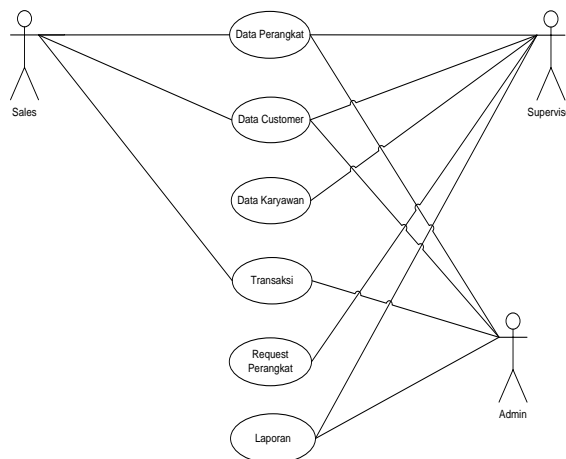 Data Perangkat
Sales
Supervis
Data Customer
Data Karyawan
Transaksi
Request
Perangkat
Admin
Laporan